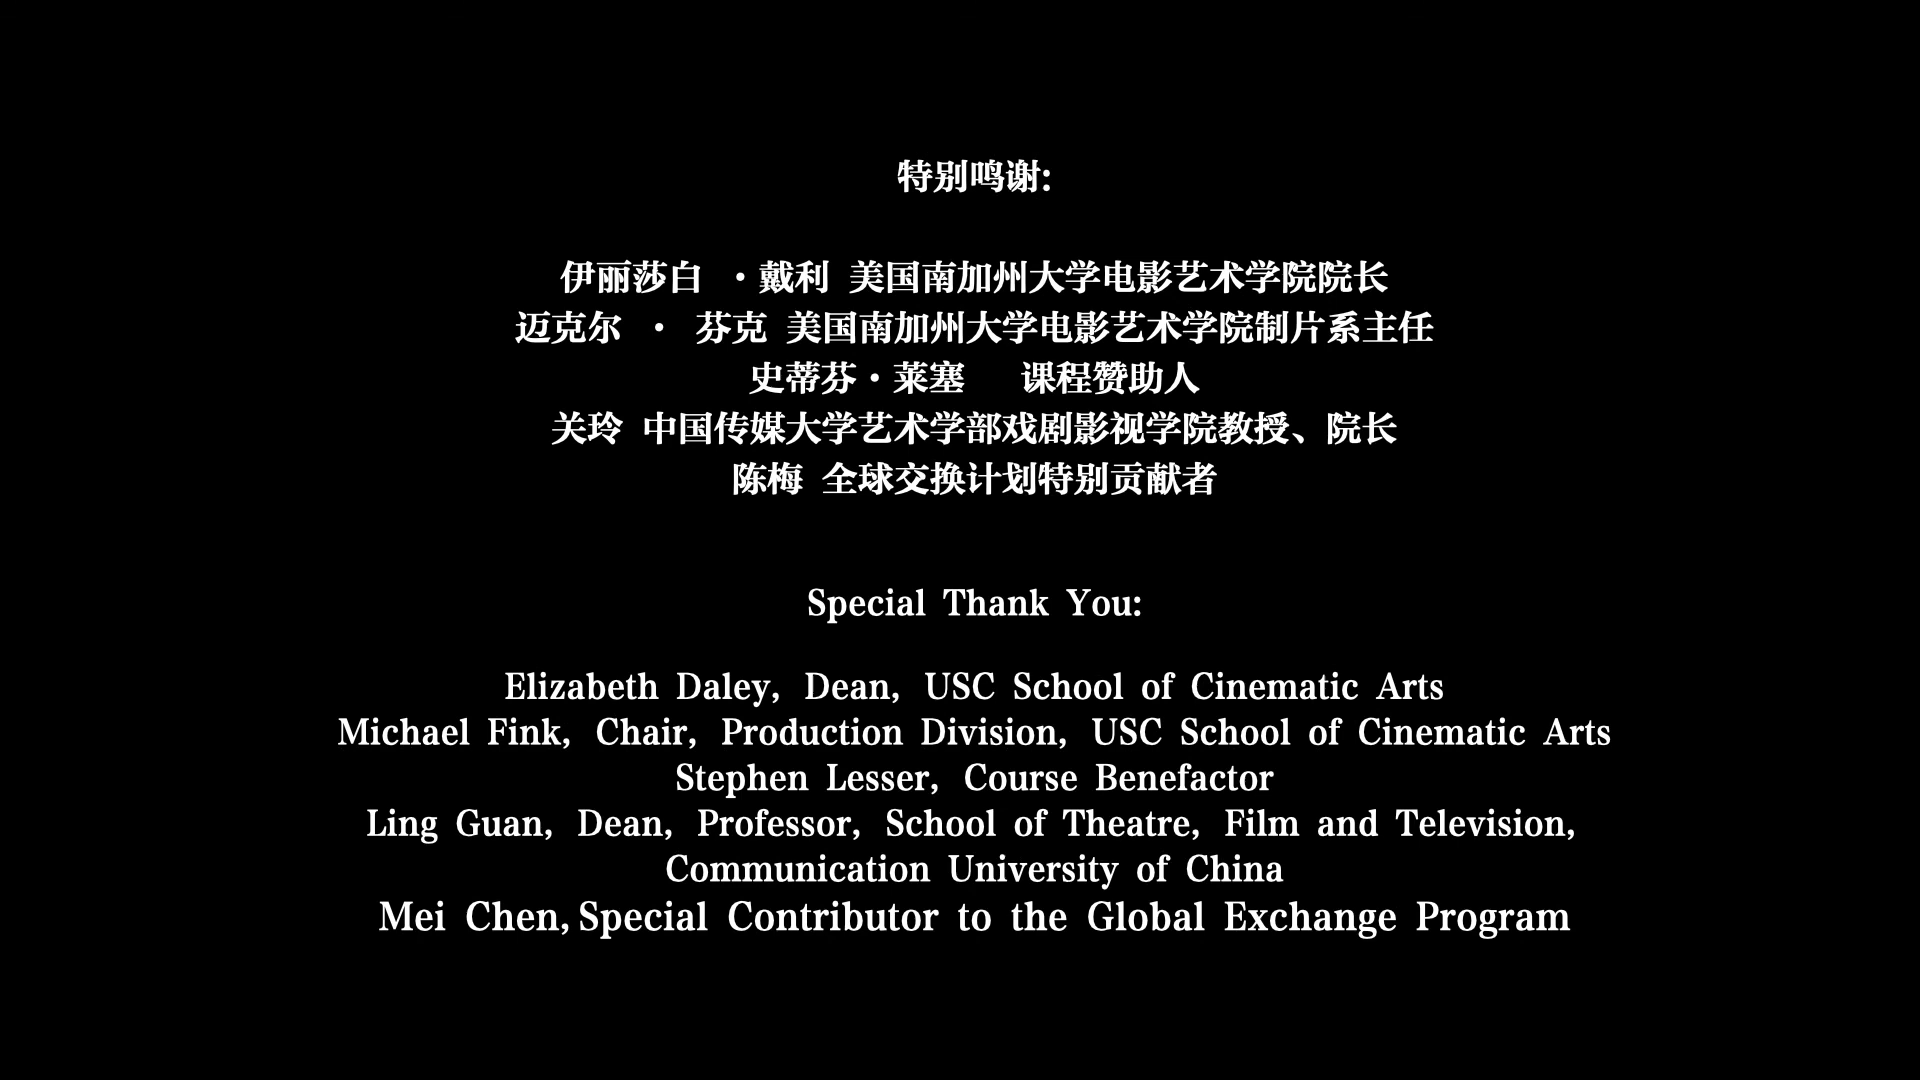 特别鸣谢:
伊丽莎白 ·戴利 美国南加州大学电影艺术学院院长
迈克尔 · 芬克 美国南加州大学电影艺术学院制片系主任
史蒂芬·莱塞 课程赞助人
关玲 中国传媒大学艺术学部戏剧影视学院教授、院长
陈梅 全球交换计划特别贡献者
Special Thank You:
Elizabeth Daley, Dean, USC School of Cinematic Arts
Michael Fink, Chair, Production Division, USC School of Cinematic Arts
Stephen Lesser, Course Benefactor
Ling Guan, Dean, Professor, School of Theatre, Film and Television,
Communication University of China
Mei Chen, Special Contributor to the Global Exchange Program